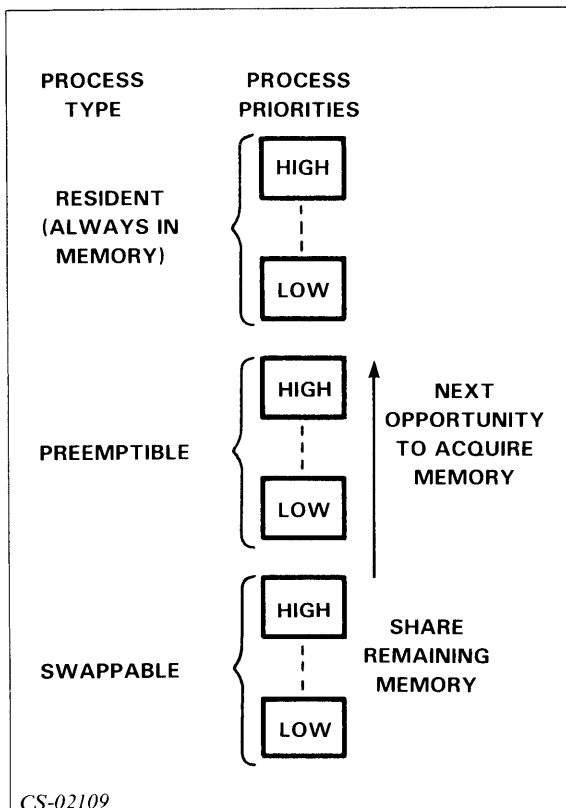 PROCESS TYPE
PROCESS PRIORITIES
RESIDENT
(ALWAYS IN
MEMORY)
HIGH
LOW
PREEMPTIBLE
HIGH
LOW
NEXT
OPPORTUNITY
TO ACQUIRE
MEMORY
SWAPPABLE
HIGH
LOW
SHARE
REMAINING
MEMORY
CS-02109